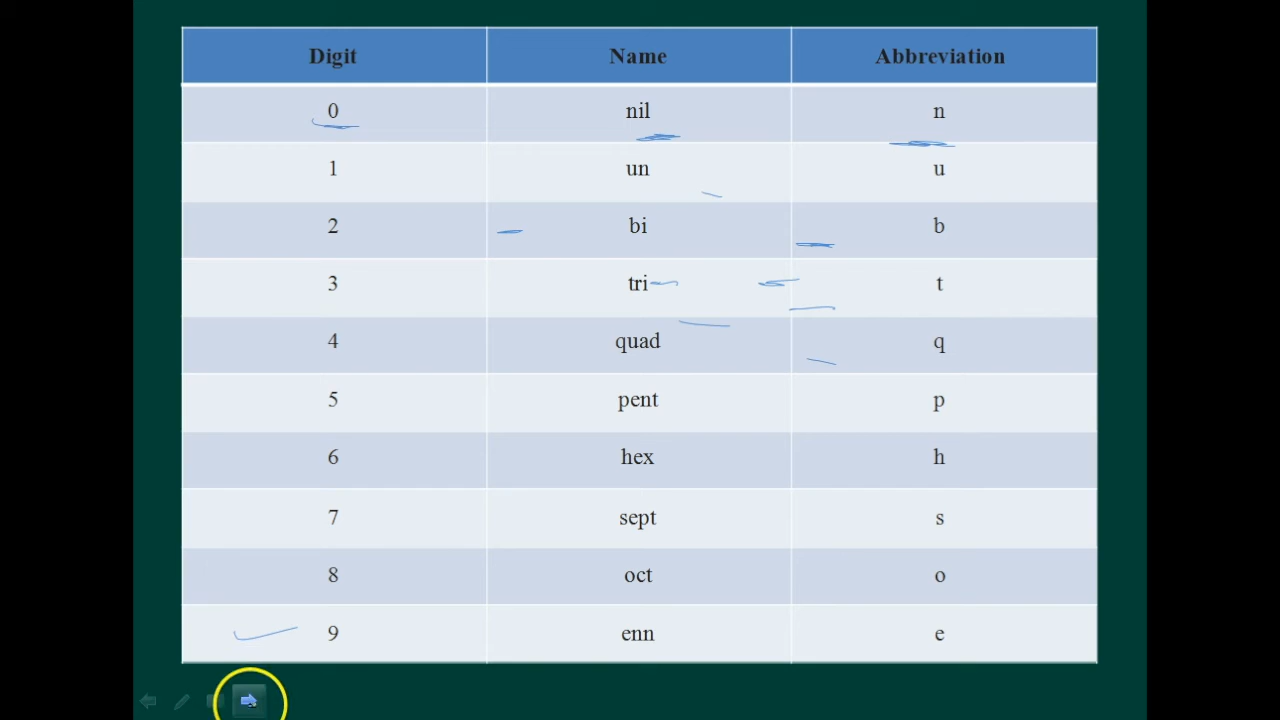 Digit Name Abbreviation
0 nil n
1 un u
2 bi b
3 tri t
4 quad q
5 pent p
6 hex h
7 sept s
8 oct o
9 enn e